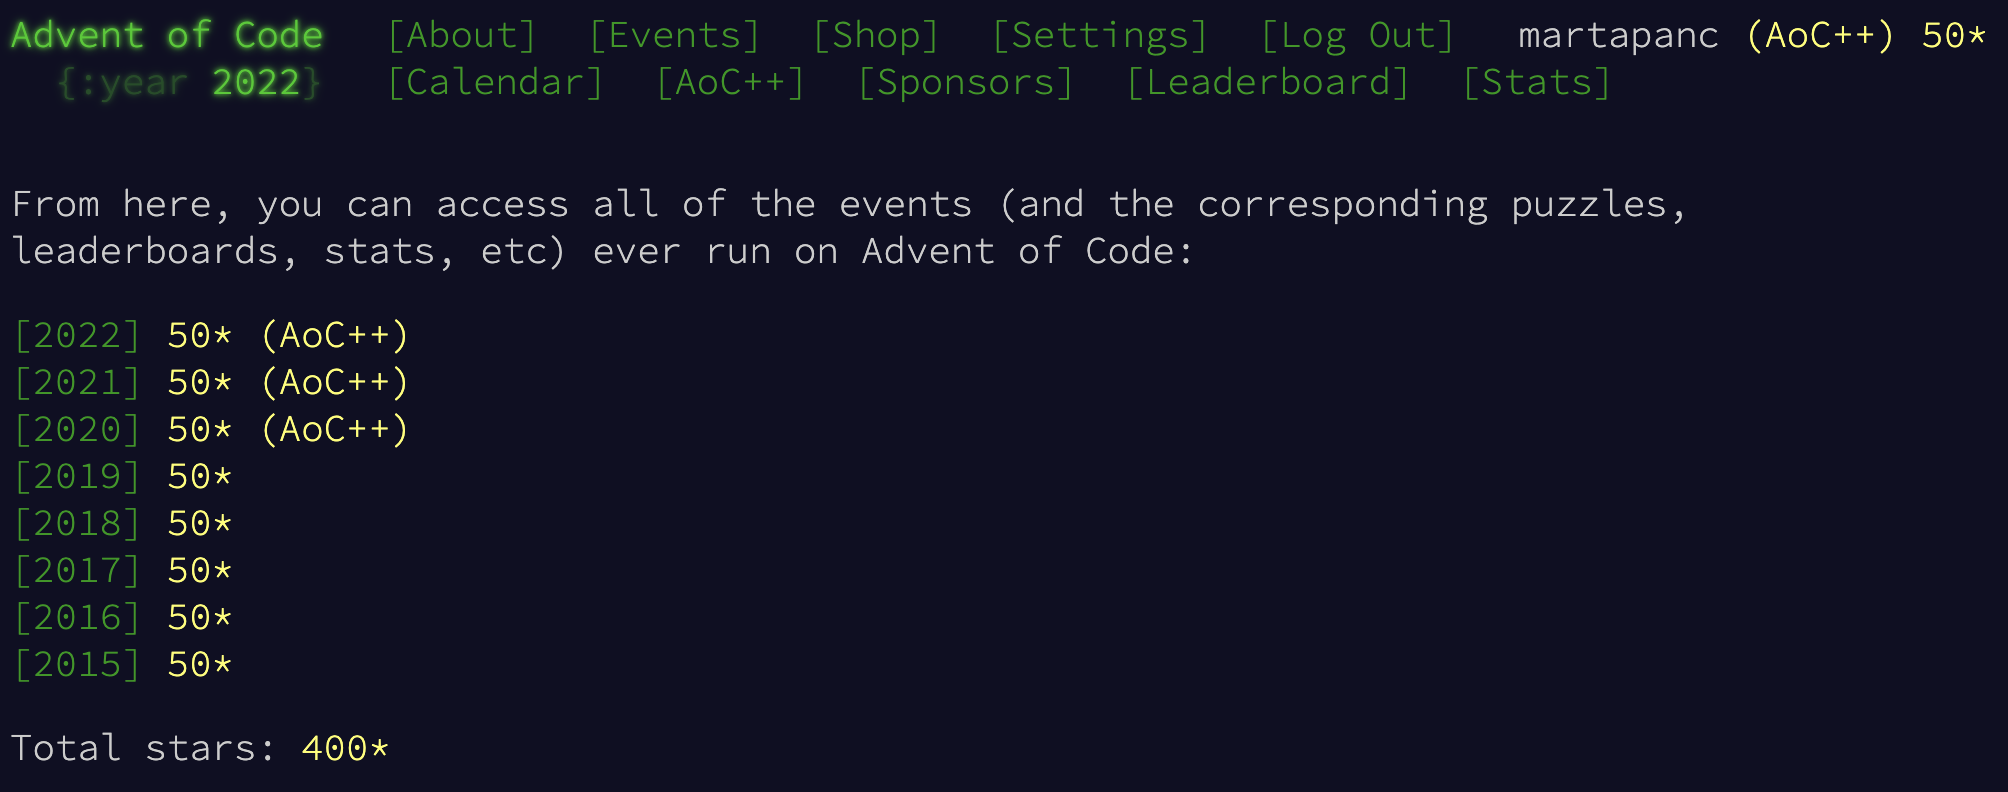 Advent of Code [About] [Events] [Shop] [Settings] [Log Out] martapanc (AoC++) 50*
{:year 2022} [Calendar] [AoC++] [Sponsors] [Leaderboard] [Stats]
From here, you can access all of the events (and the corresponding puzzles,
leaderboards, stats, etc) ever run on Advent of Code:
[2022] 50* (AoC++)
[2021] 50* (AoC++)
[2020] 50* (AoC++)
[2019] 50*
[2018] 50*
[2017] 50*
[2016] 50*
[2015] 50*
Total stars: 400*